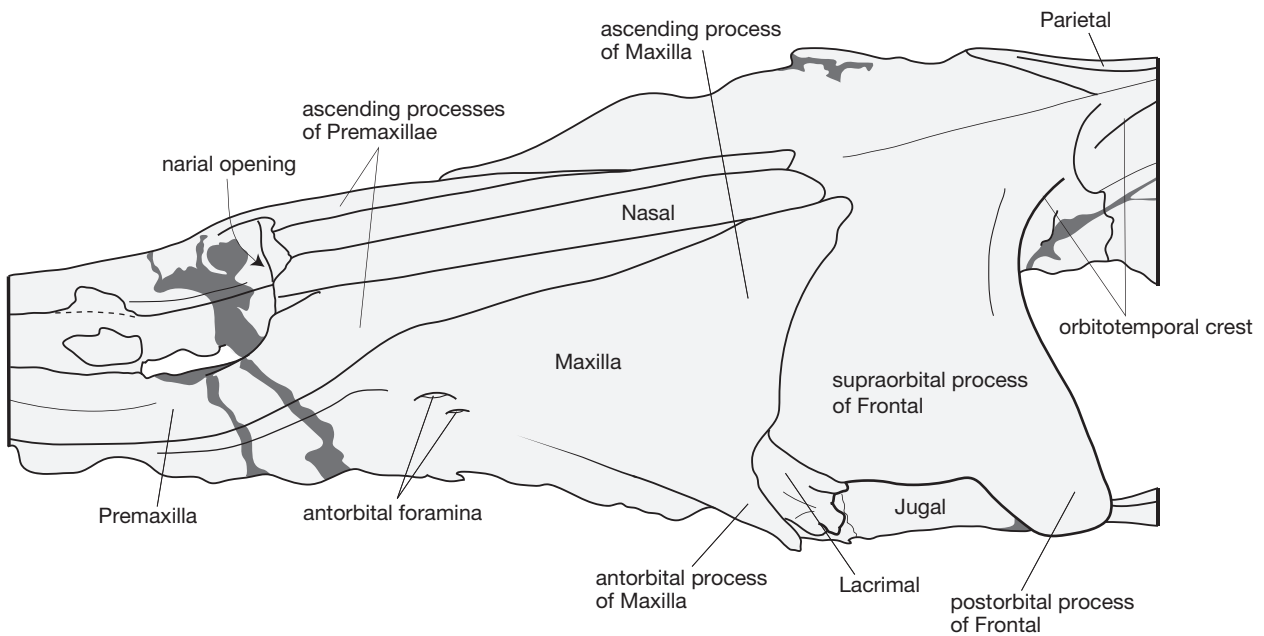 Parietal
ascending process
of Maxilla
ascending processes
of Premaxillae
narial opening
Nasal
orbitotemporal crest
Maxilla
supraorbital process
of Frontal
Premaxilla
antorbital foramina
Jugal
antorbital process
of Maxilla
Lacrimal
postorbital process
of Frontal